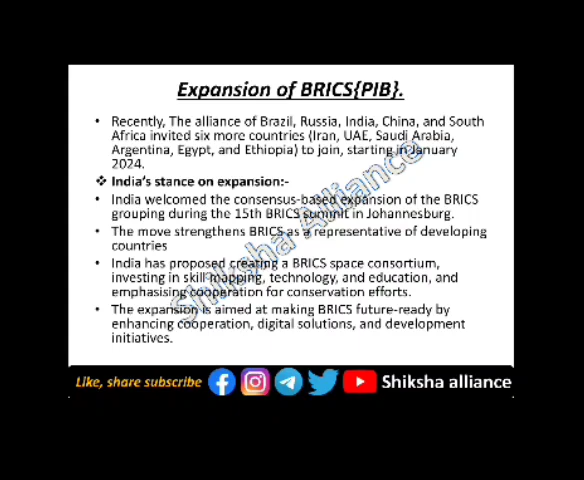 Expansion of BRICS{PIB}.
• Recently, The alliance of Brazil, Russia, India, China, and South
Africa invited six more countries (Iran, UAE, Saudi Arabia,
Argentina, Egypt, and Ethiopia) to join, starting in January
2024.
❖ India's stance on expansion:-
• India welcomed the consensus-based expansion of the BRICS
grouping during the 15th BRICS summit in Johannesburg.
• The move strengthens BRICS as a representative of developing
countries
• India has proposed creating a BRICS space consortium,
investing in skill mapping, technology, and education, and
emphasising cooperation for conservation efforts.
• The expansion is aimed at making BRICS future-ready by
enhancing cooperation, digital solutions, and development
initiatives.
Shiksha Alliance
Like, share subscribe Shiksha alliance